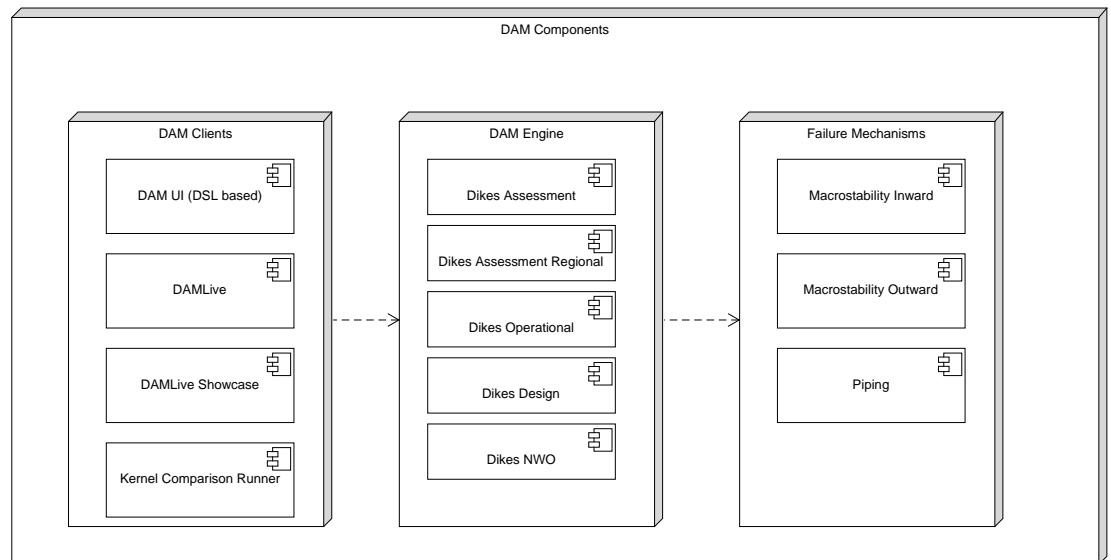 DAM Components
DAM Clients
DAM UI (DSL based)
DAMLive
DAMLive Showcase
Kernel Comparison Runner
DAM Engine
Dikes Assessment
Dikes Assessment Regional
Dikes Operational
Dikes Design
Dikes NWO
Failure Mechanisms
Macrostability Inward
Macrostability Outward
Piping